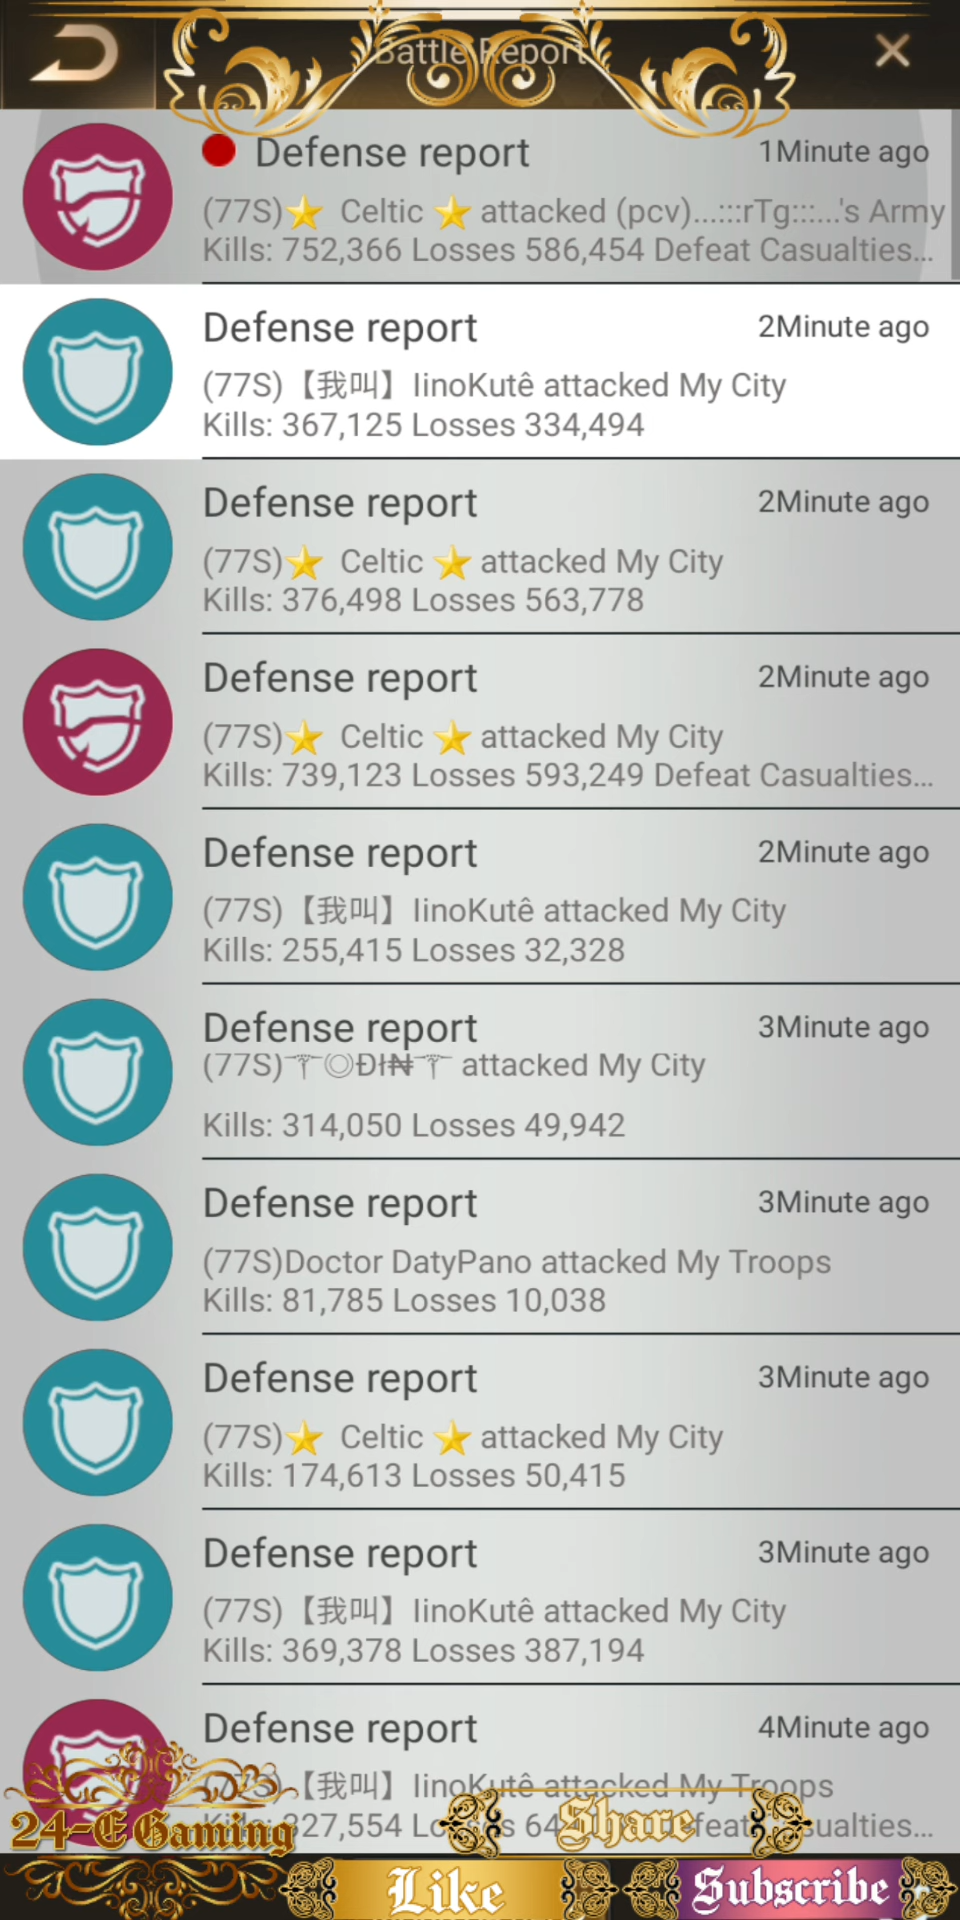 Battle Report
Defense report 1Minute ago
(77S)⭐ Celtic ⭐ attacked (pcv)...:::rTg:::...'s Army
Kills: 752,366 Losses 586,454 Defeat Casualties...
Defense report 2Minute ago
(77S)【我叫】IinoKutê attacked My City
Kills: 367,125 Losses 334,494
Defense report 2Minute ago
(77S)⭐ Celtic ⭐ attacked My City
Kills: 376,498 Losses 563,778
Defense report 2Minute ago
(77S)⭐ Celtic ⭐ attacked My City
Kills: 739,123 Losses 593,249 Defeat Casualties...
Defense report 2Minute ago
(77S)【我叫】IinoKutê attacked My City
Kills: 255,415 Losses 32,328
Defense report 3Minute ago
(77S) attacked My City
Kills: 314,050 Losses 49,942
Defense report 3Minute ago
(77S)Doctor DatyPano attacked My Troops
Kills: 81,785 Losses 10,038
Defense report 3Minute ago
(77S)⭐ Celtic ⭐ attacked My City
Kills: 174,613 Losses 50,415
Defense report 3Minute ago
(77S)【我叫】IinoKutê attacked My City
Kills: 369,378 Losses 387,194
Defense report 4Minute ago
(77S)【我叫】IinoKutê attacked My Troops
24-E Gaming
Share
Like
Subscribe